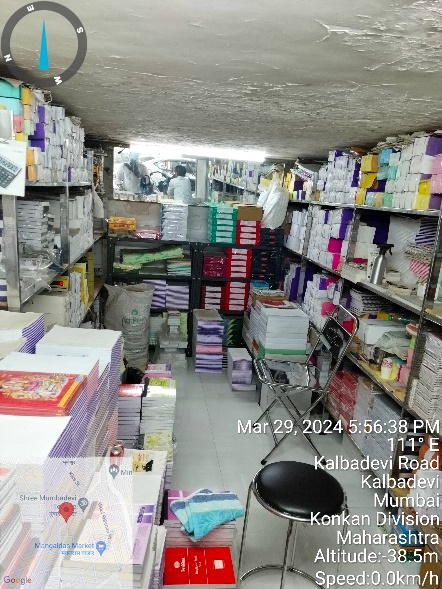 N
E
S
W
Mar 29, 2024 5:56:38 PM
111° E
Kalbadevi Road
Kalbadevi
Mumbai
Konkan Division
Maharashtra
Altitude:-38.5m
Speed:0.0km/h
Shree Mumbadevi
Mangaldas Market
Google